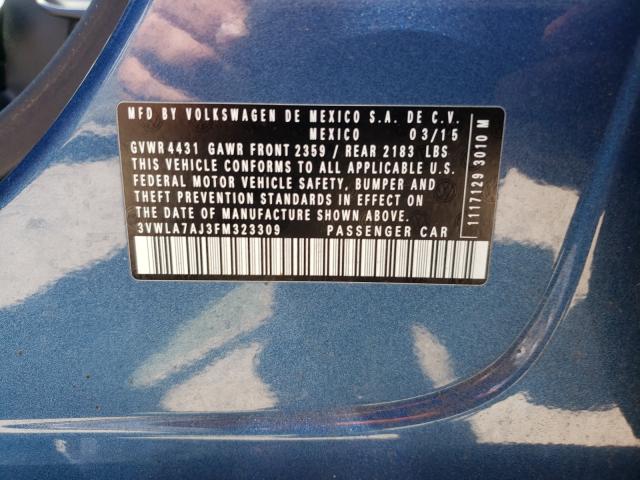 MFD BY VOLKSWAGEN DE MEXICO S.A. DE C.V.
MEXICO 03/15
GVWR 4431 GAWR FRONT 2359 / REAR 2183 LBS
THIS VEHICLE CONFORMS TO ALL APPLICABLE U.S.
FEDERAL MOTOR VEHICLE SAFETY, BUMPER AND
THEFT PREVENTION STANDARDS IN EFFECT ON
THE DATE OF MANUFACTURE SHOWN ABOVE.
3VWLA7AJ3FM323309 PASSENGER CAR
1117129 3010 M